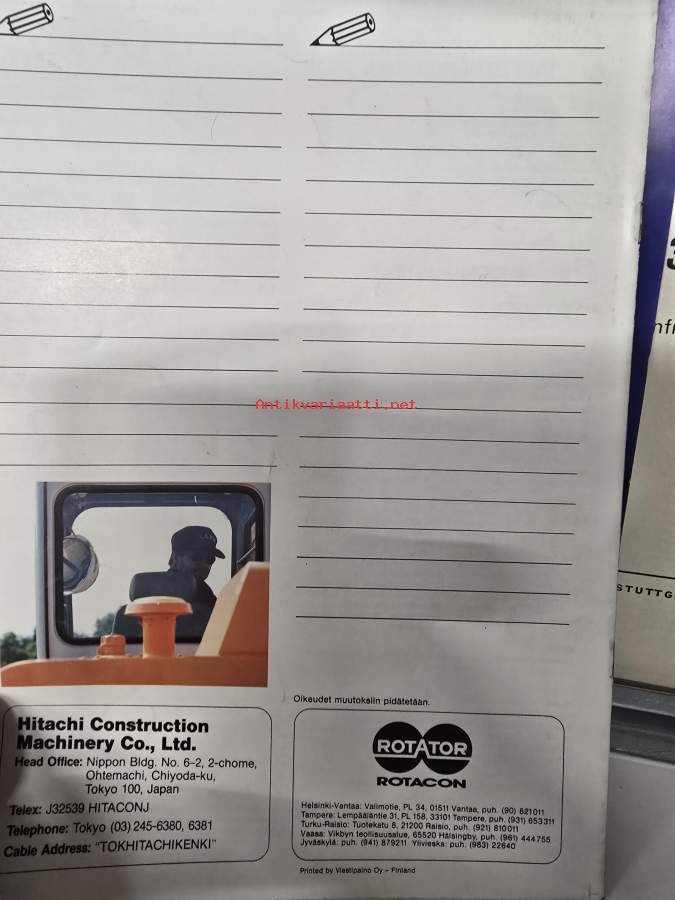 Antikvariaatti.net
Hitachi Construction
Machinery Co., Ltd.
Head Office: Nippon Bldg. No. 6-2, 2-chome,
Ohtemachi, Chiyoda-ku,
Tokyo 100, Japan
Telex: J32539 HITACONJ
Telephone: Tokyo (03) 245-6380, 6381
Cable Address: "TOKHITACHIKENKI"
Oikeudet muutoksiin pidätetään.
ROTATOR
ROTACON
Helsinki-Vantaa: Valimotie, PL 34, 01511 Vantaa, puh. (90) 821011
Tampere: Lempääläntie 31, PL 158, 33101 Tampere, puh. (931) 653311
Turku-Raisio: Tuotekatu 6, 21200 Raisio, puh. (921) 810011
Vaasa: Vikbyn teollisuusalue, 65520 Hälsingby, puh. (961) 444755
Jyväskylä: puh. (941) 879211 Ylivieska: puh. (983) 22640
Printed by Viestipaino Oy – Finland
STUTTG